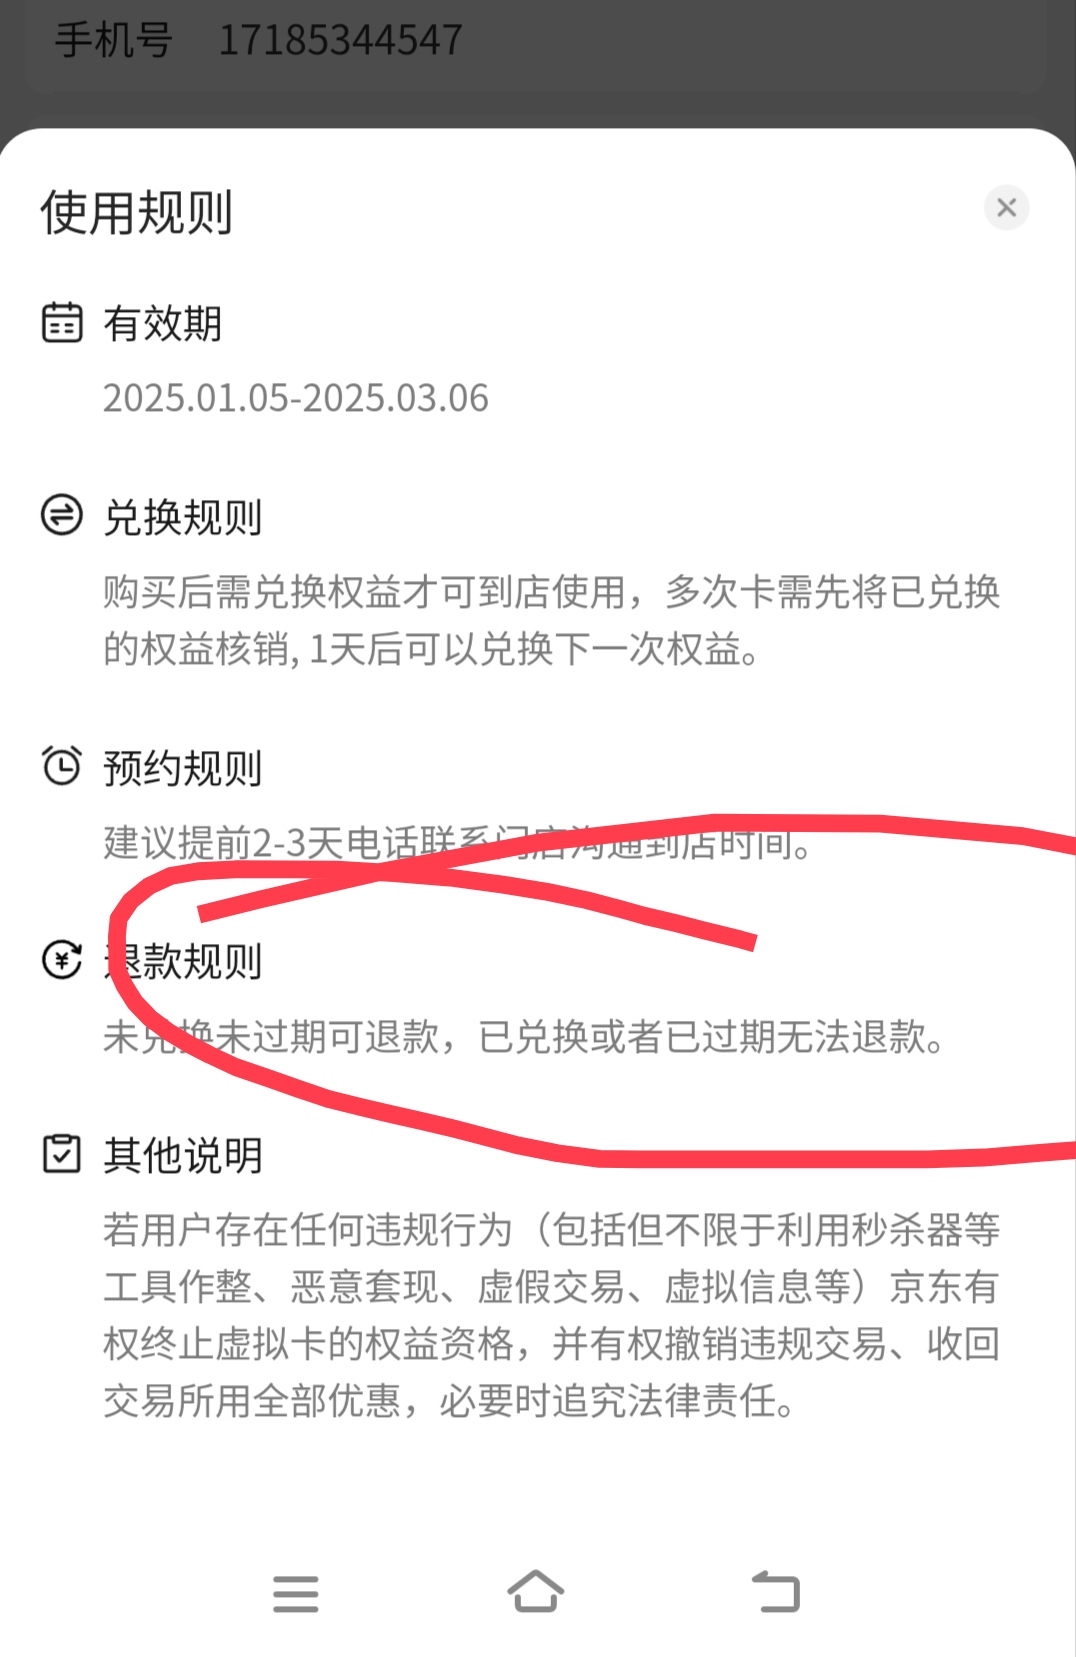 手机号 17185344547
使用规则
有效期
2025.01.05-2025.03.06
兑换规则
购买后需兑换权益才可到店使用，多次卡需先将已兑换
的权益核销,1天后可以兑换下一次权益。
预约规则
建议提前2-3天电话联系门店沟通到店时间。
退款规则
未兑换未过期可退款，已兑换或者已过期无法退款。
其他说明
若用户存在任何违规行为（包括但不限于利用秒杀器等
工具作整、恶意套现、虚假交易、虚拟信息等）京东有
权终止虚拟卡的权益资格，并有权撤销违规交易、收回
交易所用全部优惠，必要时追究法律责任。